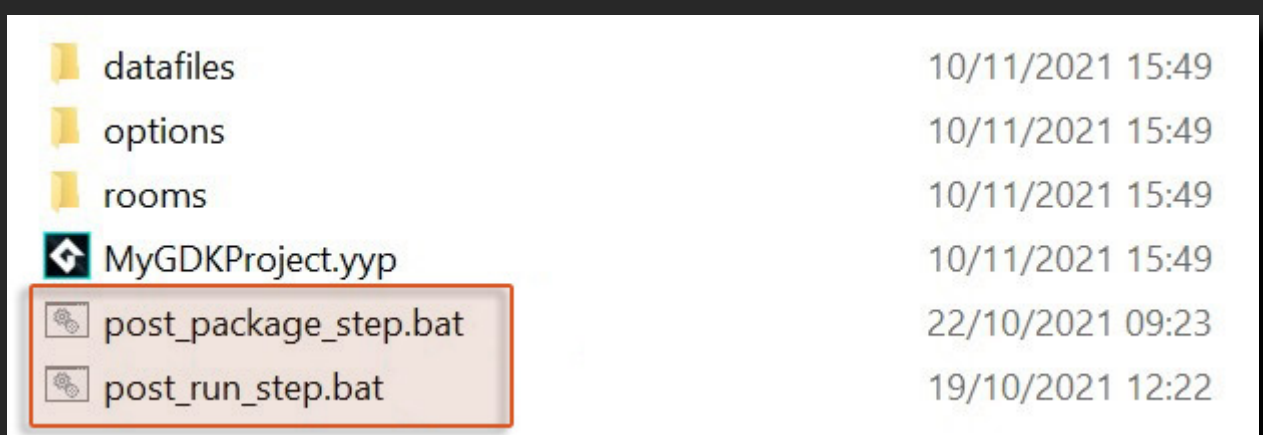 datafiles 10/11/2021 15:49
options 10/11/2021 15:49
rooms 10/11/2021 15:49
MyGDKProject.yyp 10/11/2021 15:49
post_package_step.bat 22/10/2021 09:23
post_run_step.bat 19/10/2021 12:22